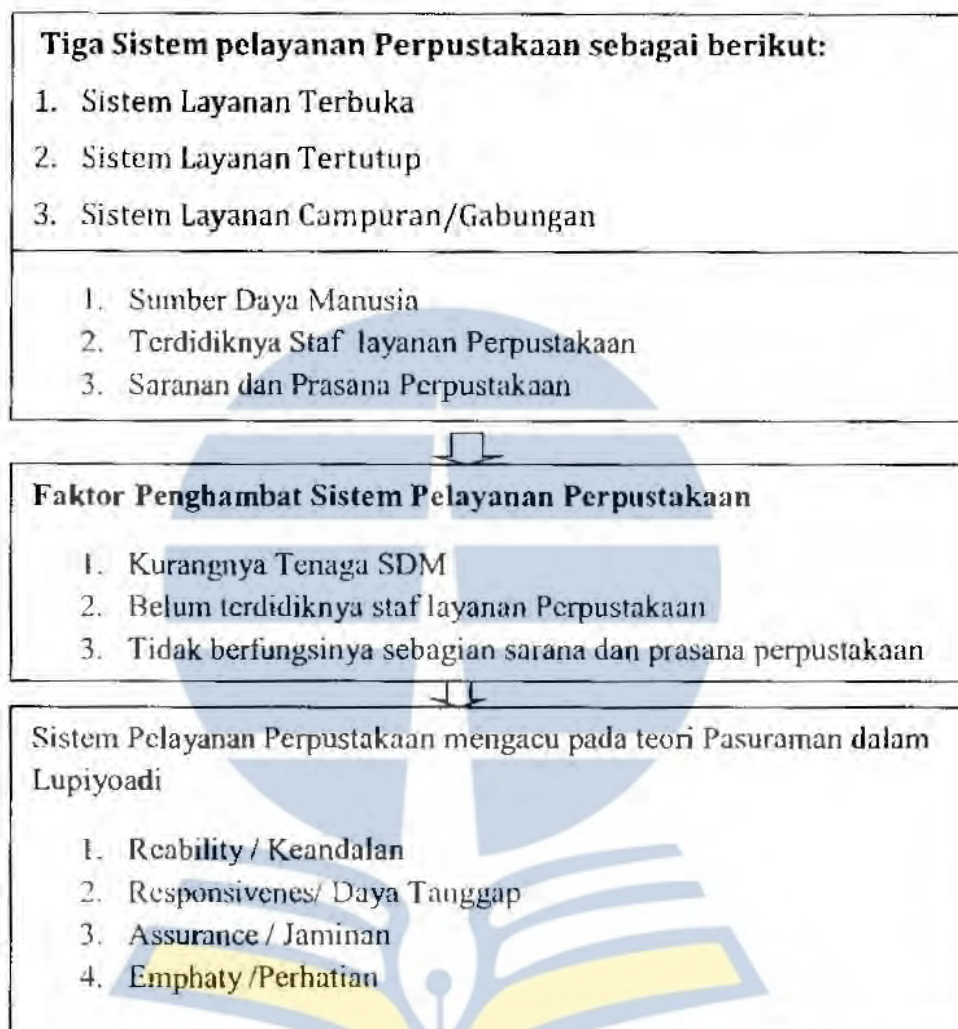 Tiga Sistem pelayanan Perpustakaan sebagai berikut:
1. Sistem Layanan Terbuka
2. Sistem Layanan Tertutup
3. Sistem Layanan Campuran/Gabungan
1. Sumber Daya Manusia
2. Terdidiknya Staf layanan Perpustakaan
3. Saranan dan Prasana Perpustakaan
Faktor Penghambat Sistem Pelayanan Perpustakaan
1. Kurangnya Tenaga SDM
2. Belum terdidiknya staf layanan Perpustakaan
3. Tidak berfungsinya sebagian sarana dan prasana perpustakaan
Sistem Pelayanan Perpustakaan mengacu pada teori Pasuraman dalam
Lupiyoadi
1. Reability / Keandalan
2. Responsivenes/ Daya Tanggap
3. Assurance / Jaminan
4. Emphaty /Perhatian